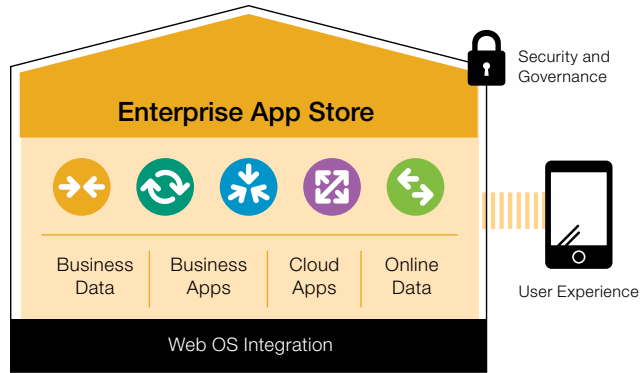 Security and
Governance
Enterprise App Store
Business
Data
Business
Apps
Cloud
Apps
Online
Data
User Experience
Web OS Integration